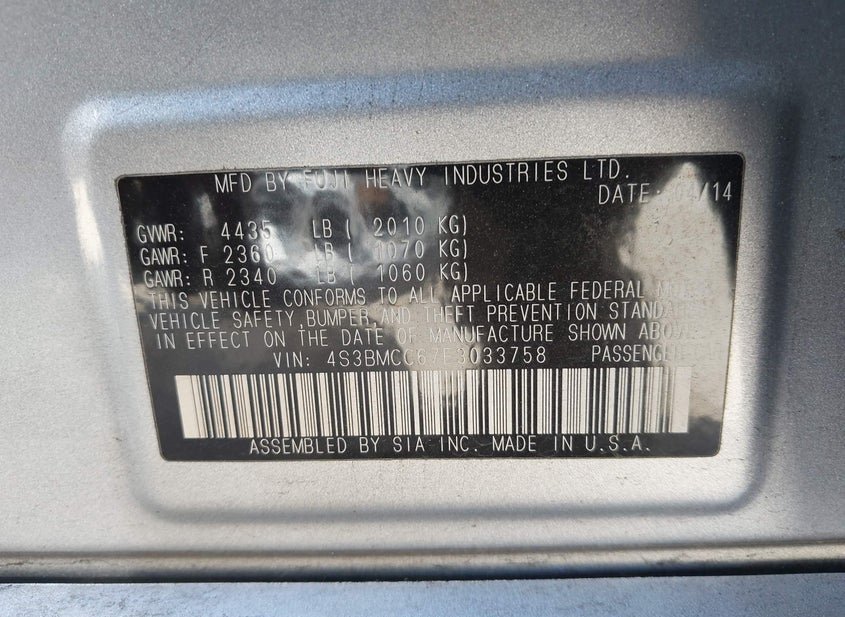 MFD BY FUJI HEAVY INDUSTRIES LTD.
DATE: /14
GVWR: 4435 LB ( 2010 KG)
GAWR: F 2360 LB ( 1070 KG)
GAWR: R 2340 LB ( 1060 KG)
THIS VEHICLE CONFORMS TO ALL APPLICABLE FEDERAL
VEHICLE SAFETY,BUMPER,AND THEFT PREVENTION
IN EFFECT ON THE DATE OF MANUFACTURE SHOWN
VIN: 4S3BMCC67E3033758 PASSENGER
ASSEMBLED BY SIA INC. MADE IN U.S.A.